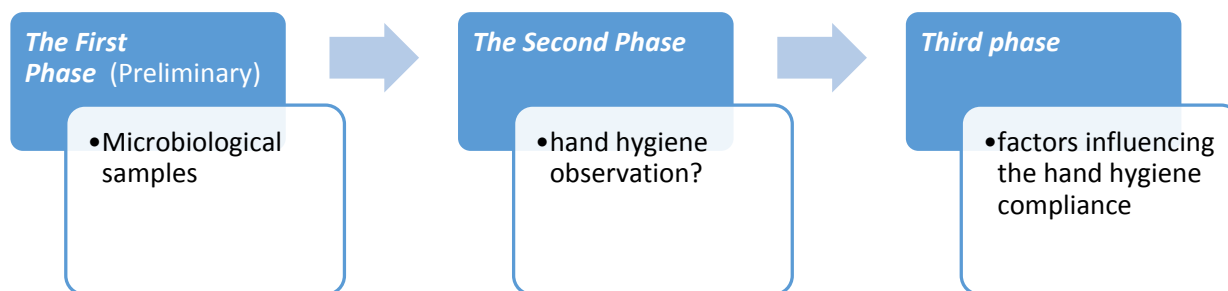 The First
Phase (Preliminary)
•Microbiological
samples
The Second Phase
•hand hygiene
observation?
Third phase
•factors influencing
the hand hygiene
compliance